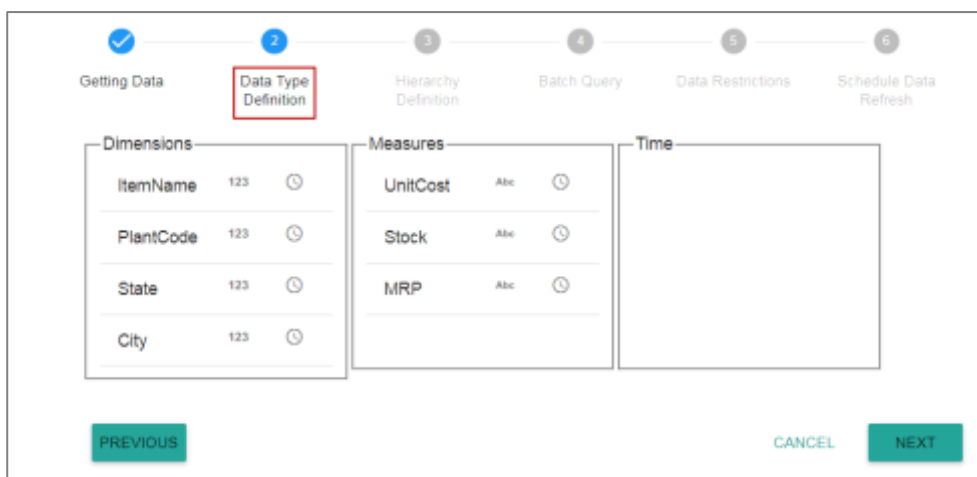 2 3 4 5 6
Getting Data Data Type Hierarchy Batch Query Data Restrictions Schedule Data
Definition Definition Refresh
Dimensions Measures Time
ItemName 123 UnitCost Abc
PlantCode 123 Stock Abc
State 123 MRP Abc
City 123
PREVIOUS CANCEL NEXT